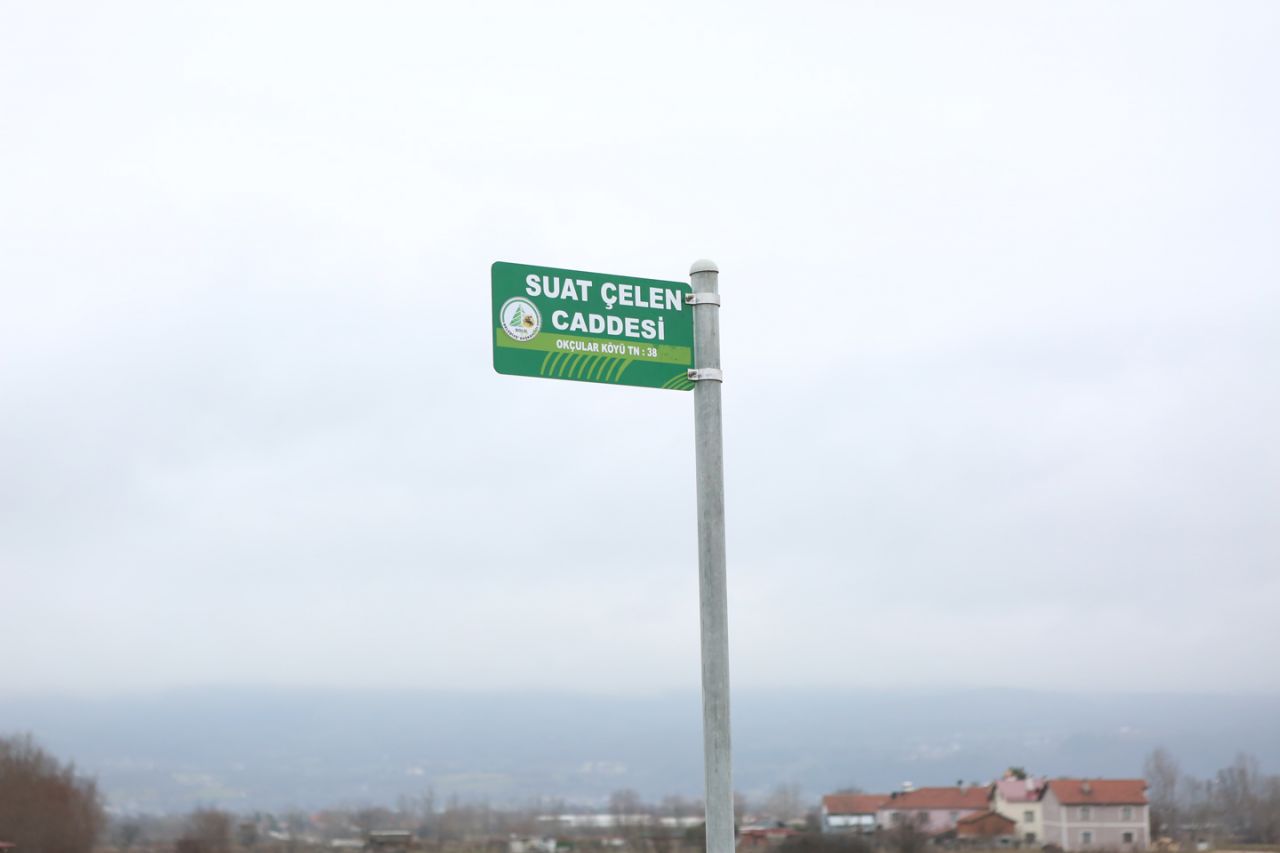 SUAT ÇELEN
CADDESİ
OKÇULAR KÖYÜ TN : 38